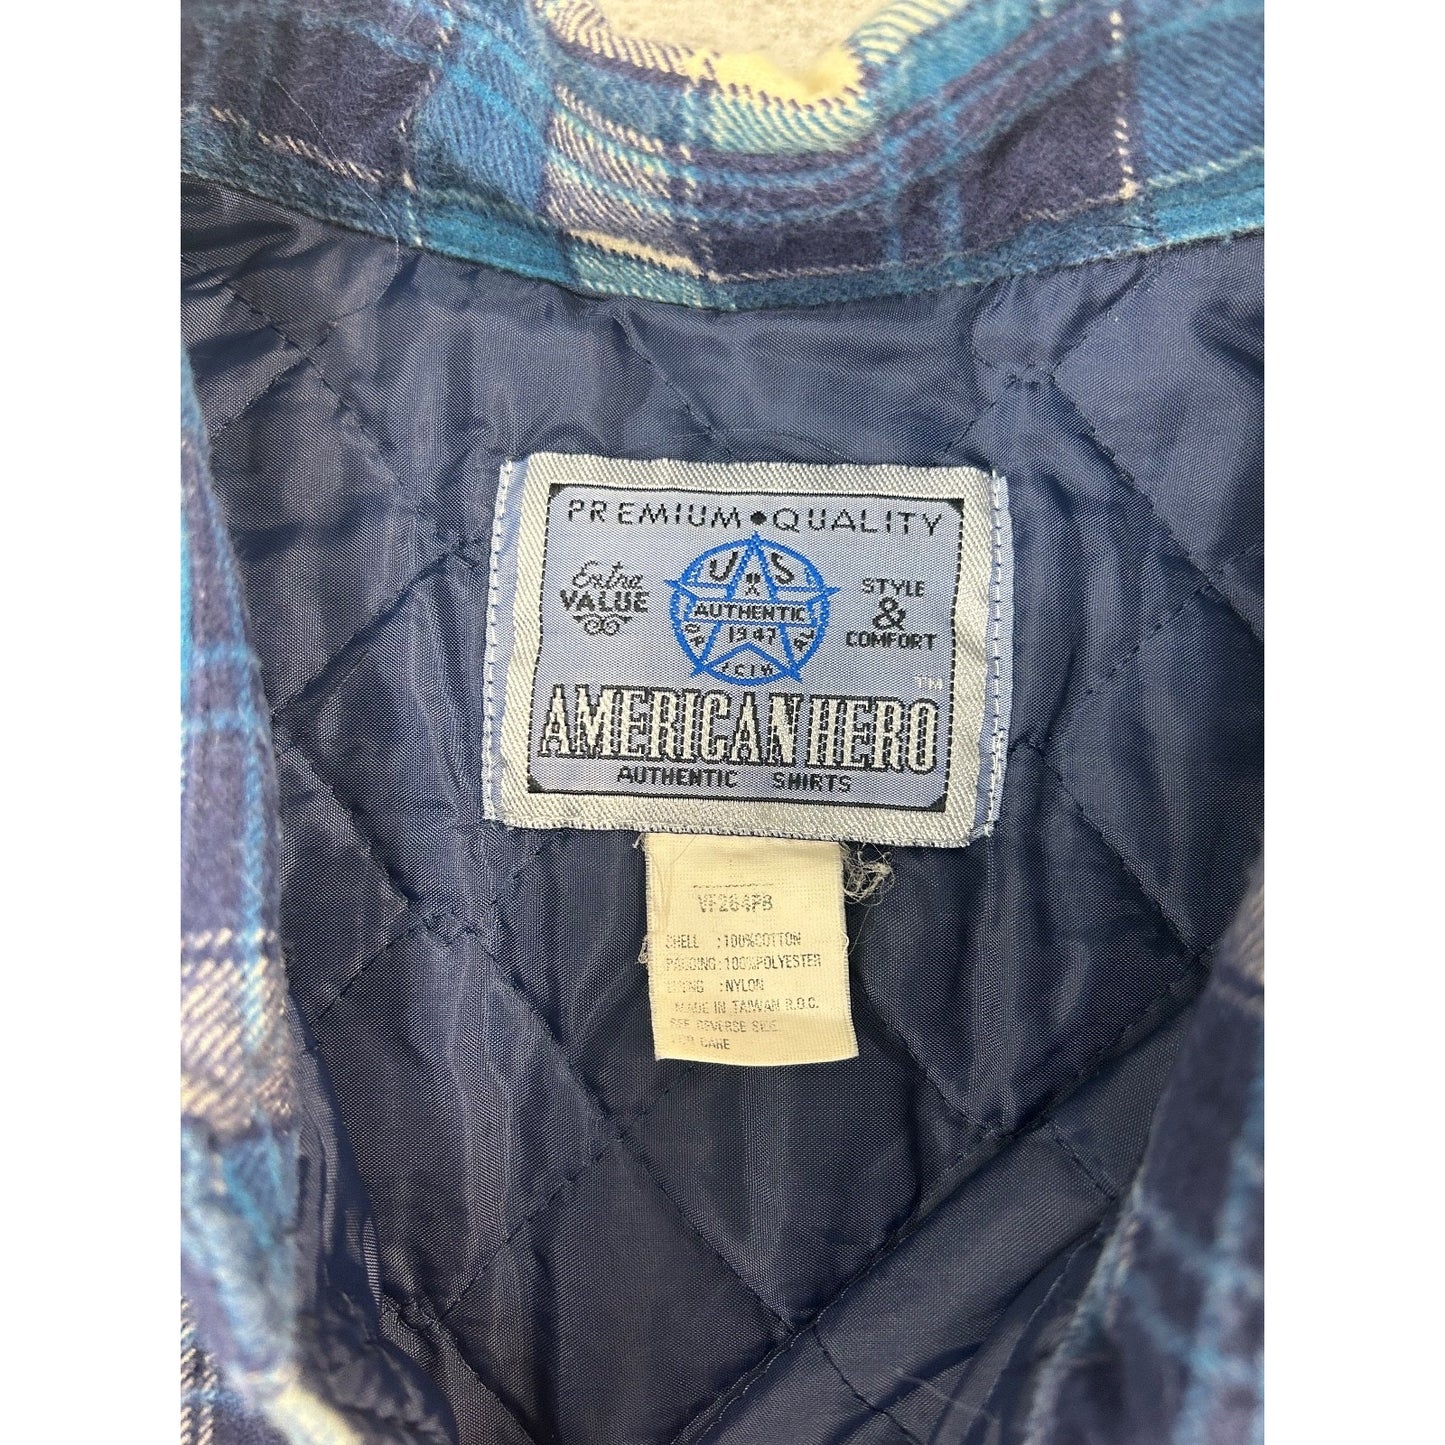 PREMIUM • QUALITY
U S
Extra
VALUE
STYLE
&
COMFORT
AUTHENTIC
1947
TM
AMERICAN HERO
AUTHENTIC SHIRTS
VF264PB
SHELL :100%COTTON
PADDING:100%POLYESTER
:NYLON
MADE IN TAIWAN R.O.C.
SEE REVERSE SIDE
FOR CARE